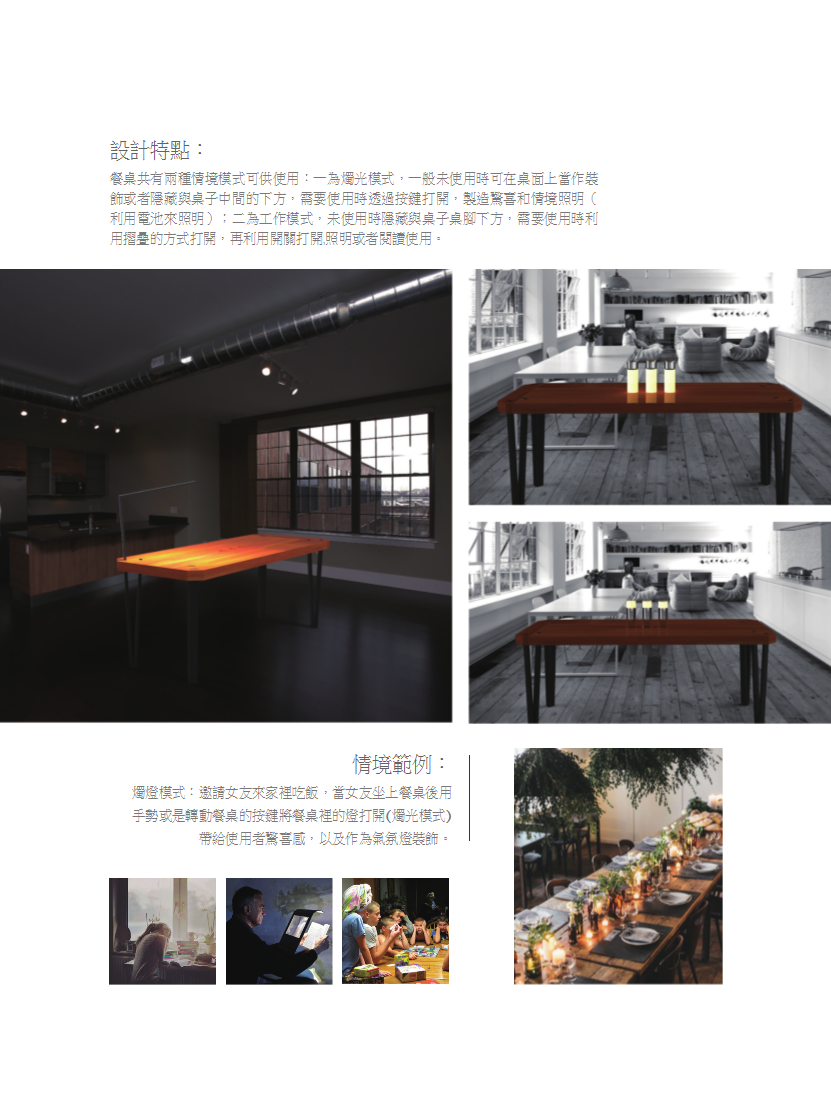 設計特點：
餐桌共有兩種情境模式可供使用：一為燭光模式，一般未使用時可在桌面上當作裝
飾或者隱藏與桌子中間的下方，需要使用時透過按鍵打開，製造驚喜和情境照明（
利用電池來照明）；二為工作模式，未使用時隱藏與桌子桌腳下方，需要使用時利
用摺疊的方式打開，再利用開關打開照明或者閱讀使用。
情境範例：
燭燈模式：邀請女友來家裡吃飯，當女友坐上餐桌後用
手勢或是轉動餐桌的按鍵將餐桌裡的燈打開(燭光模式)
帶給使用者驚喜感，以及作為氣氛燈裝飾。